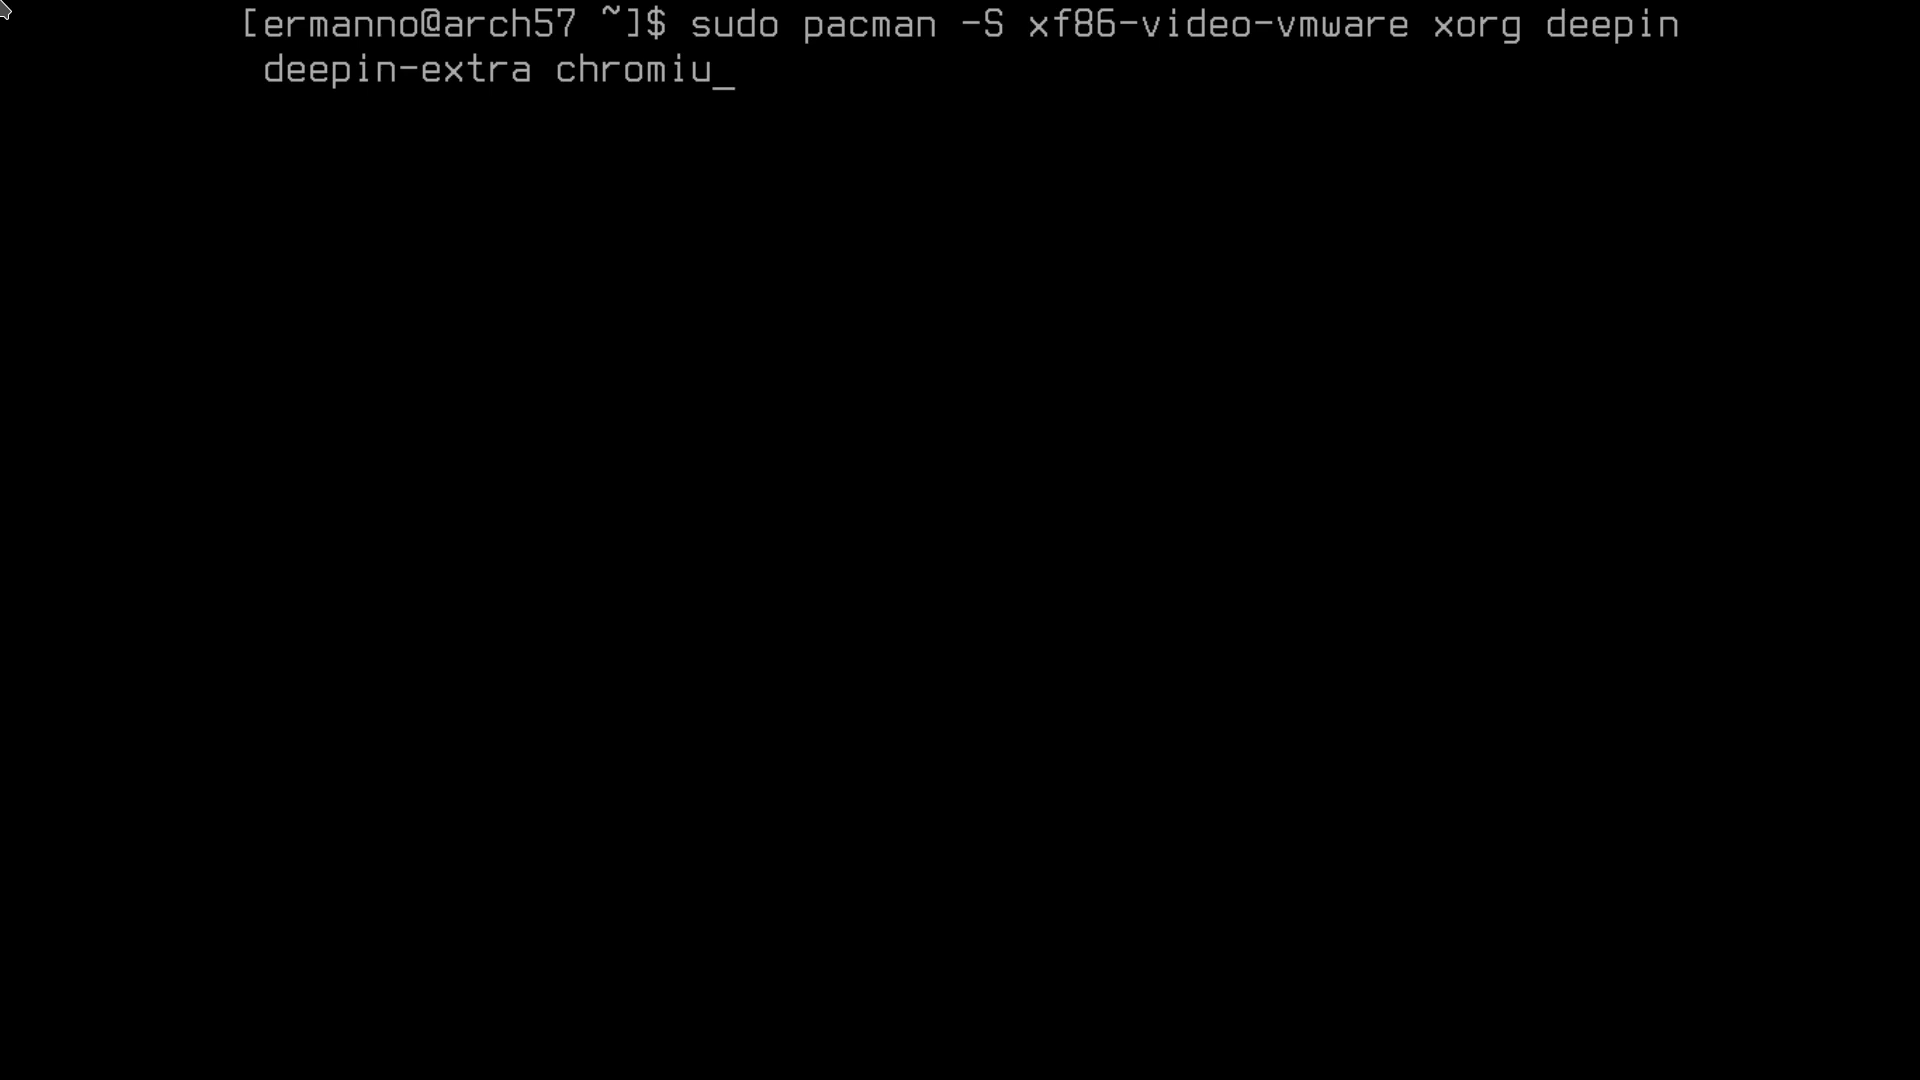 [ermanno@arch57 ~]$ sudo pacman -S xf86-video-vmware xorg deepin
deepin-extra chromiu_